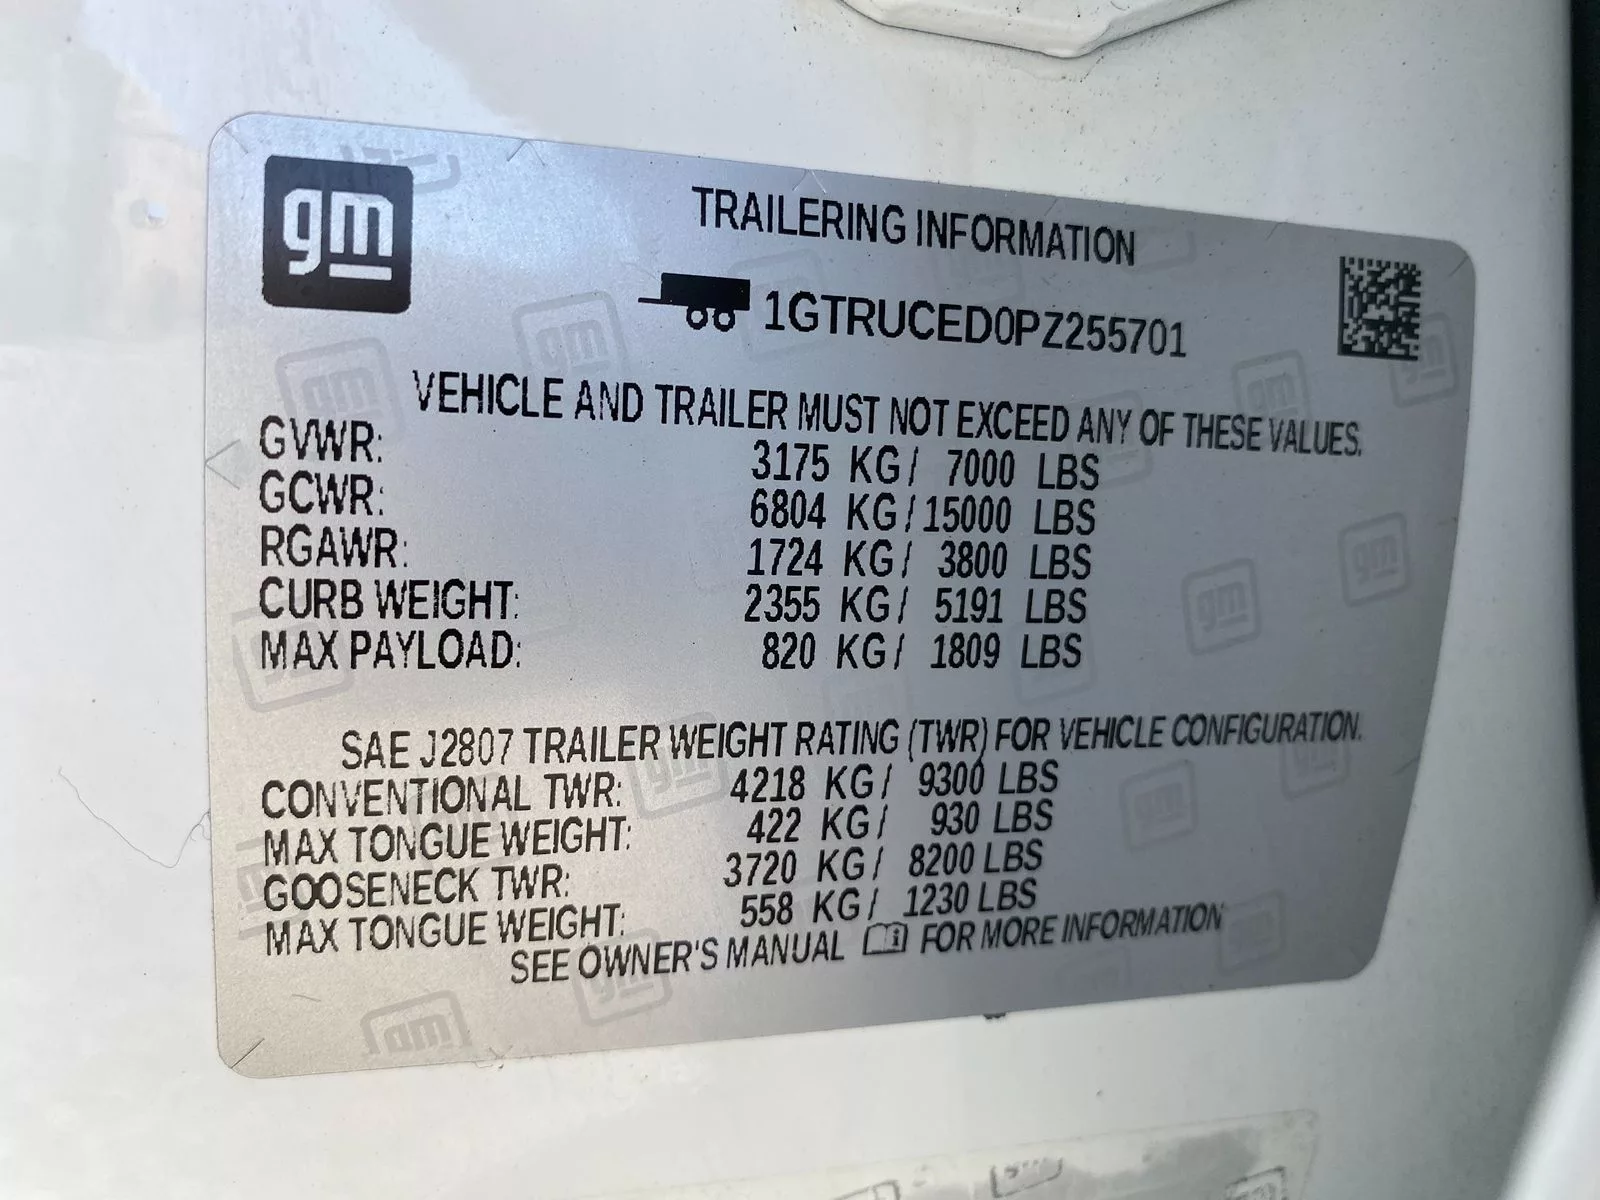 gm
TRAILERING INFORMATION
1GTRUCED0PZ255701
VEHICLE AND TRAILER MUST NOT EXCEED ANY OF THESE VALUES.
GVWR: 3175 KG/ 7000 LBS
GCWR: 6804 KG/15000 LBS
RGAWR: 1724 KG/ 3800 LBS
CURB WEIGHT: 2355 KG/ 5191 LBS
MAX PAYLOAD: 820 KG/ 1809 LBS
SAE J2807 TRAILER WEIGHT RATING (TWR) FOR VEHICLE CONFIGURATION.
CONVENTIONAL TWR: 4218 KG/ 9300 LBS
MAX TONGUE WEIGHT: 422 KG/ 930 LBS
GOOSENECK TWR: 3720 KG/ 8200 LBS
MAX TONGUE WEIGHT: 558 KG/ 1230 LBS
SEE OWNER'S MANUAL FOR MORE INFORMATION